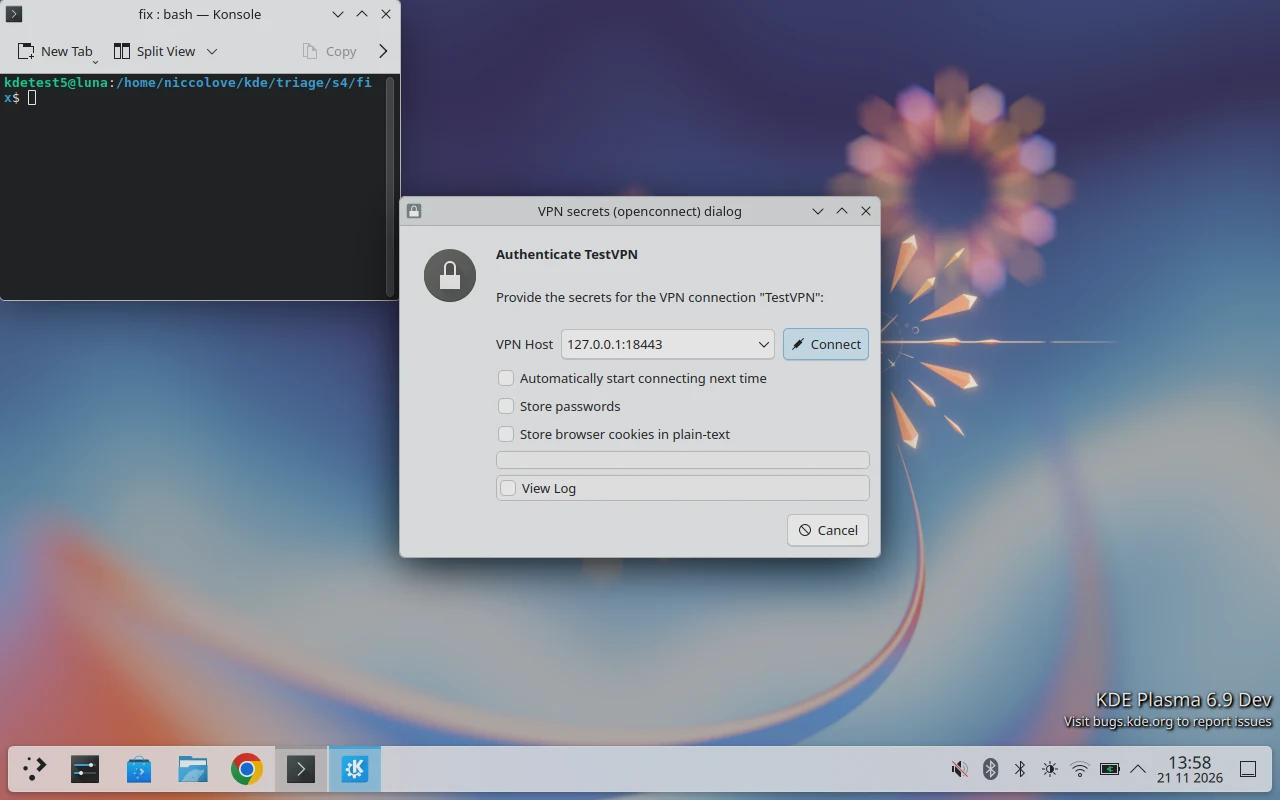 fix : bash — Konsole
New Tab
Split View
Copy
kdetest5@luna:/home/niccolove/kde/triage/s4/fi
x$
VPN secrets (openconnect) dialog
Authenticate TestVPN
Provide the secrets for the VPN connection "TestVPN":
VPN Host
127.0.0.1:18443
Connect
Automatically start connecting next time
Store passwords
Store browser cookies in plain-text
View Log
Cancel
KDE Plasma 6.9 Dev
Visit bugs.kde.org to report issues
13:58
21 11 2026